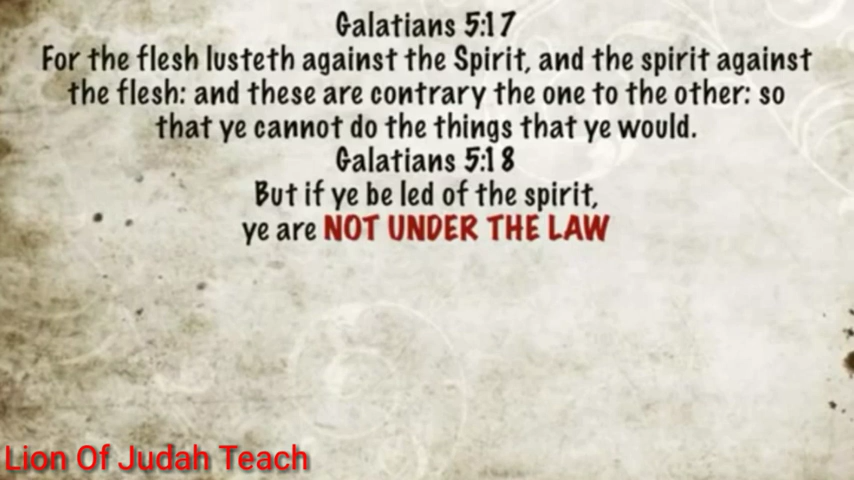 Galatians 5:17
For the flesh lusteth against the Spirit, and the spirit against
the flesh: and these are contrary the one to the other: so
that ye cannot do the things that ye would.
Galatians 5:18
But if ye be led of the spirit,
ye are NOT UNDER THE LAW
Lion Of Judah Teach